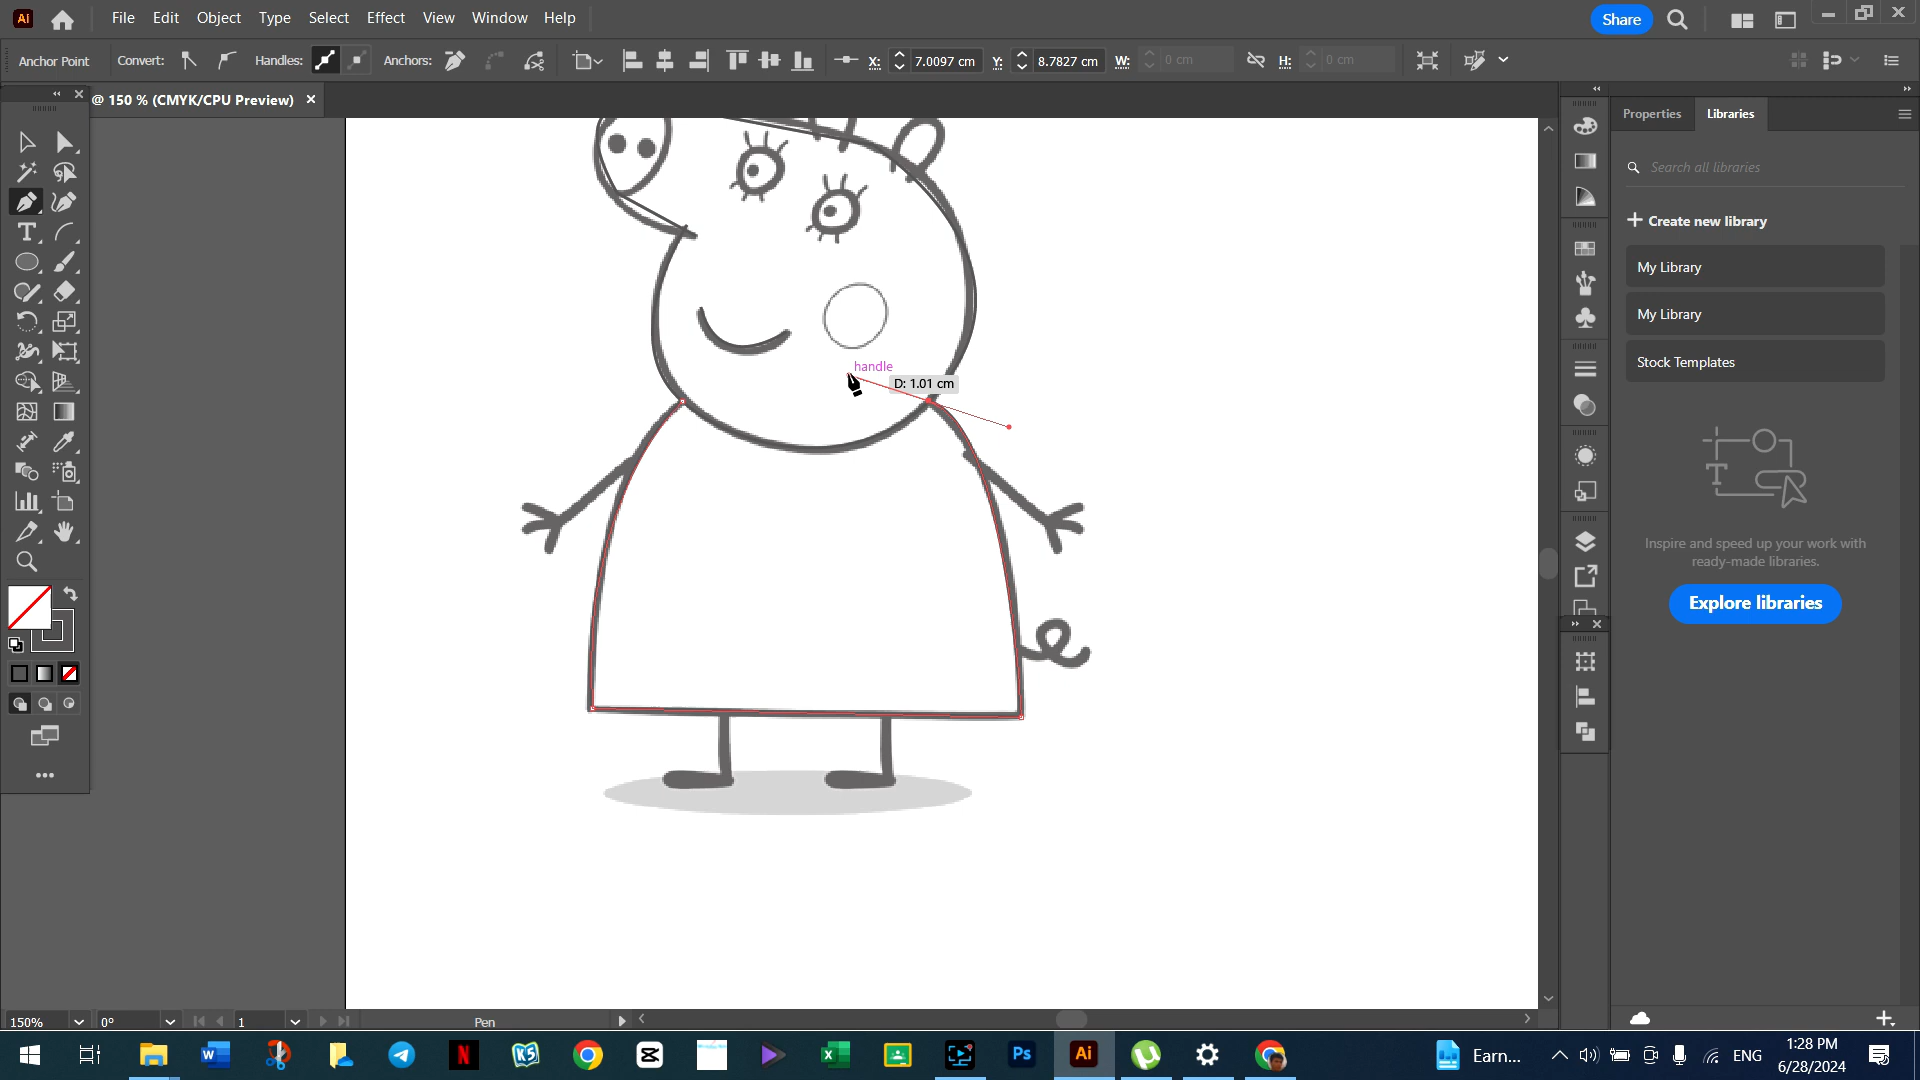 Ai
File Edit Object Type Select Effect View Window Help
Share
Anchor Point
Convert:
Handles:
Anchors:
X: 7.0097 cm
Y: 8.7827 cm
W: 0 cm
H: 0 cm
@ 150 % (CMYK/CPU Preview)
Properties
Libraries
Search all libraries
Create new library
My Library
My Library
Stock Templates
Inspire and speed up your work with
ready-made libraries.
Explore libraries
handle
D: 1.01 cm
150%
0°
1
Pen
Ps
Ai
Earn...
ENG
1:28 PM
6/28/2024